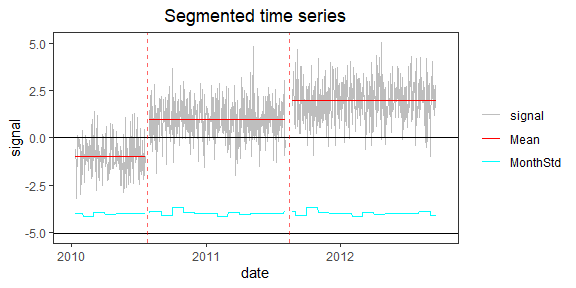 Segmented time series
5.0
2.5
0.0
-2.5
-5.0
signal
2010
2011
2012
date
signal
Mean
MonthStd